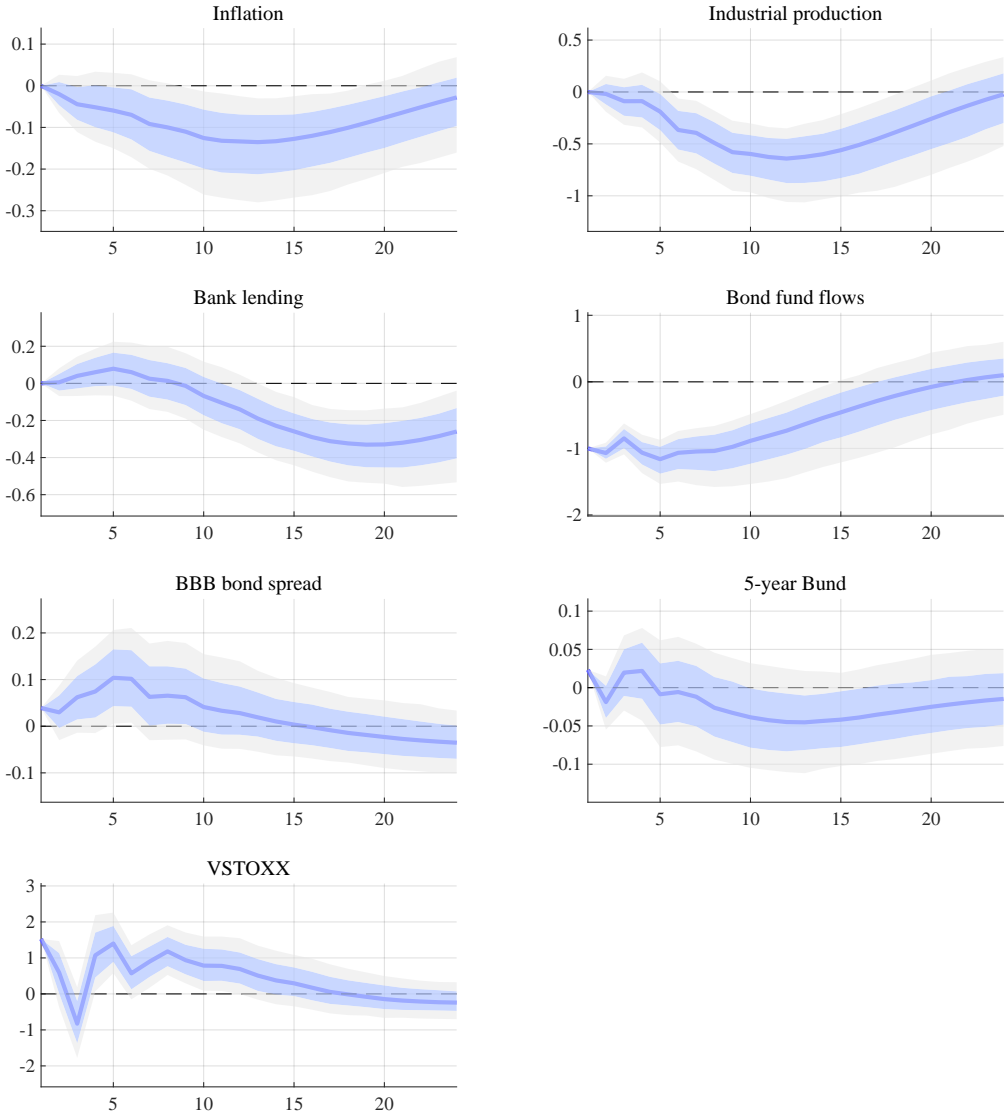 Inflation
0.1
0
-0.1
-0.2
-0.3
5 10 15 20
Industrial production
0.5
0
-0.5
-1
5 10 15 20
Bank lending
0.2
0
-0.2
-0.4
-0.6
5 10 15 20
Bond fund flows
1
0
-1
-2
5 10 15 20
BBB bond spread
0.2
0.1
0
-0.1
5 10 15 20
5-year Bund
0.1
0.05
0
-0.05
-0.1
5 10 15 20
VSTOXX
3
2
1
0
-1
-2
5 10 15 20